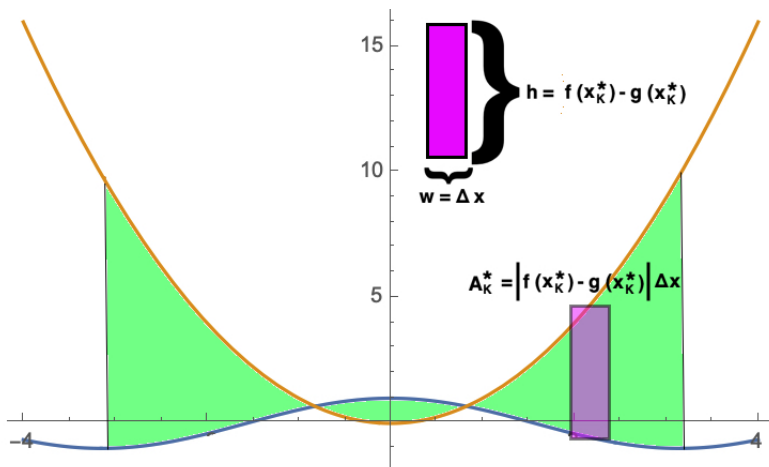 15
h = f (x*K) - g (x*K)
10
w = Δ x
A*K = |f (x*K) - g (x*K)| Δx
5
-4
4